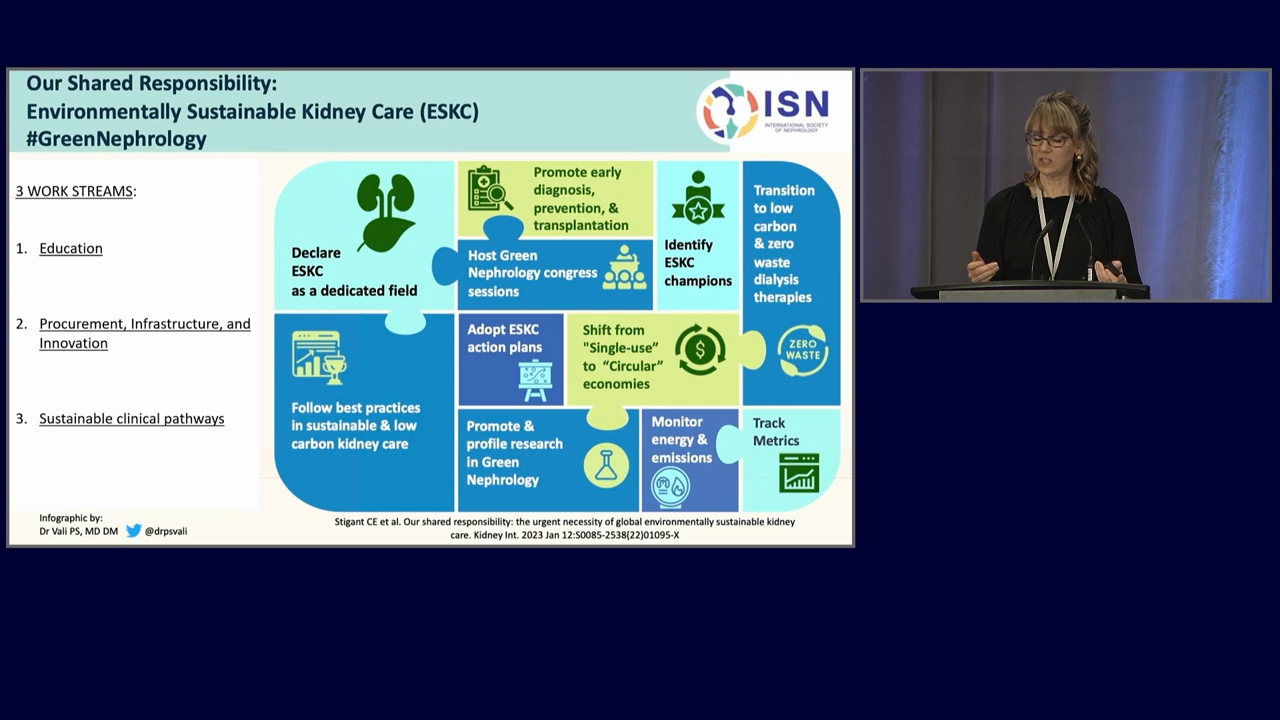 Our Shared Responsibility:
Environmentally Sustainable Kidney Care (ESKC)
#GreenNephrology
ISN
INTERNATIONAL SOCIETY
OF NEPHROLOGY
3 WORK STREAMS:
1. Education
2. Procurement, Infrastructure, and
Innovation
3. Sustainable clinical pathways
Declare
ESKC
as a dedicated field
Promote early
diagnosis,
prevention, &
transplantation
Host Green
Nephrology congress
sessions
Identify
ESKC
champions
Transition
to low
carbon
& zero
waste
dialysis
therapies
ZERO
WASTE
Follow best practices
in sustainable & low
carbon kidney care
Adopt ESKC
action plans
Shift from
"Single-use”
to “Circular”
economies
$
Promote &
profile research
in Green
Nephrology
Monitor
energy &
emissions
Track
Metrics
Infographic by:
Dr Vali PS, MD DM @drpsvali
Stigant CE et al. Our shared responsibility: the urgent necessity of global environmentally sustainable kidney
care. Kidney Int. 2023 Jan 12:S0085-2538(22)01095-X